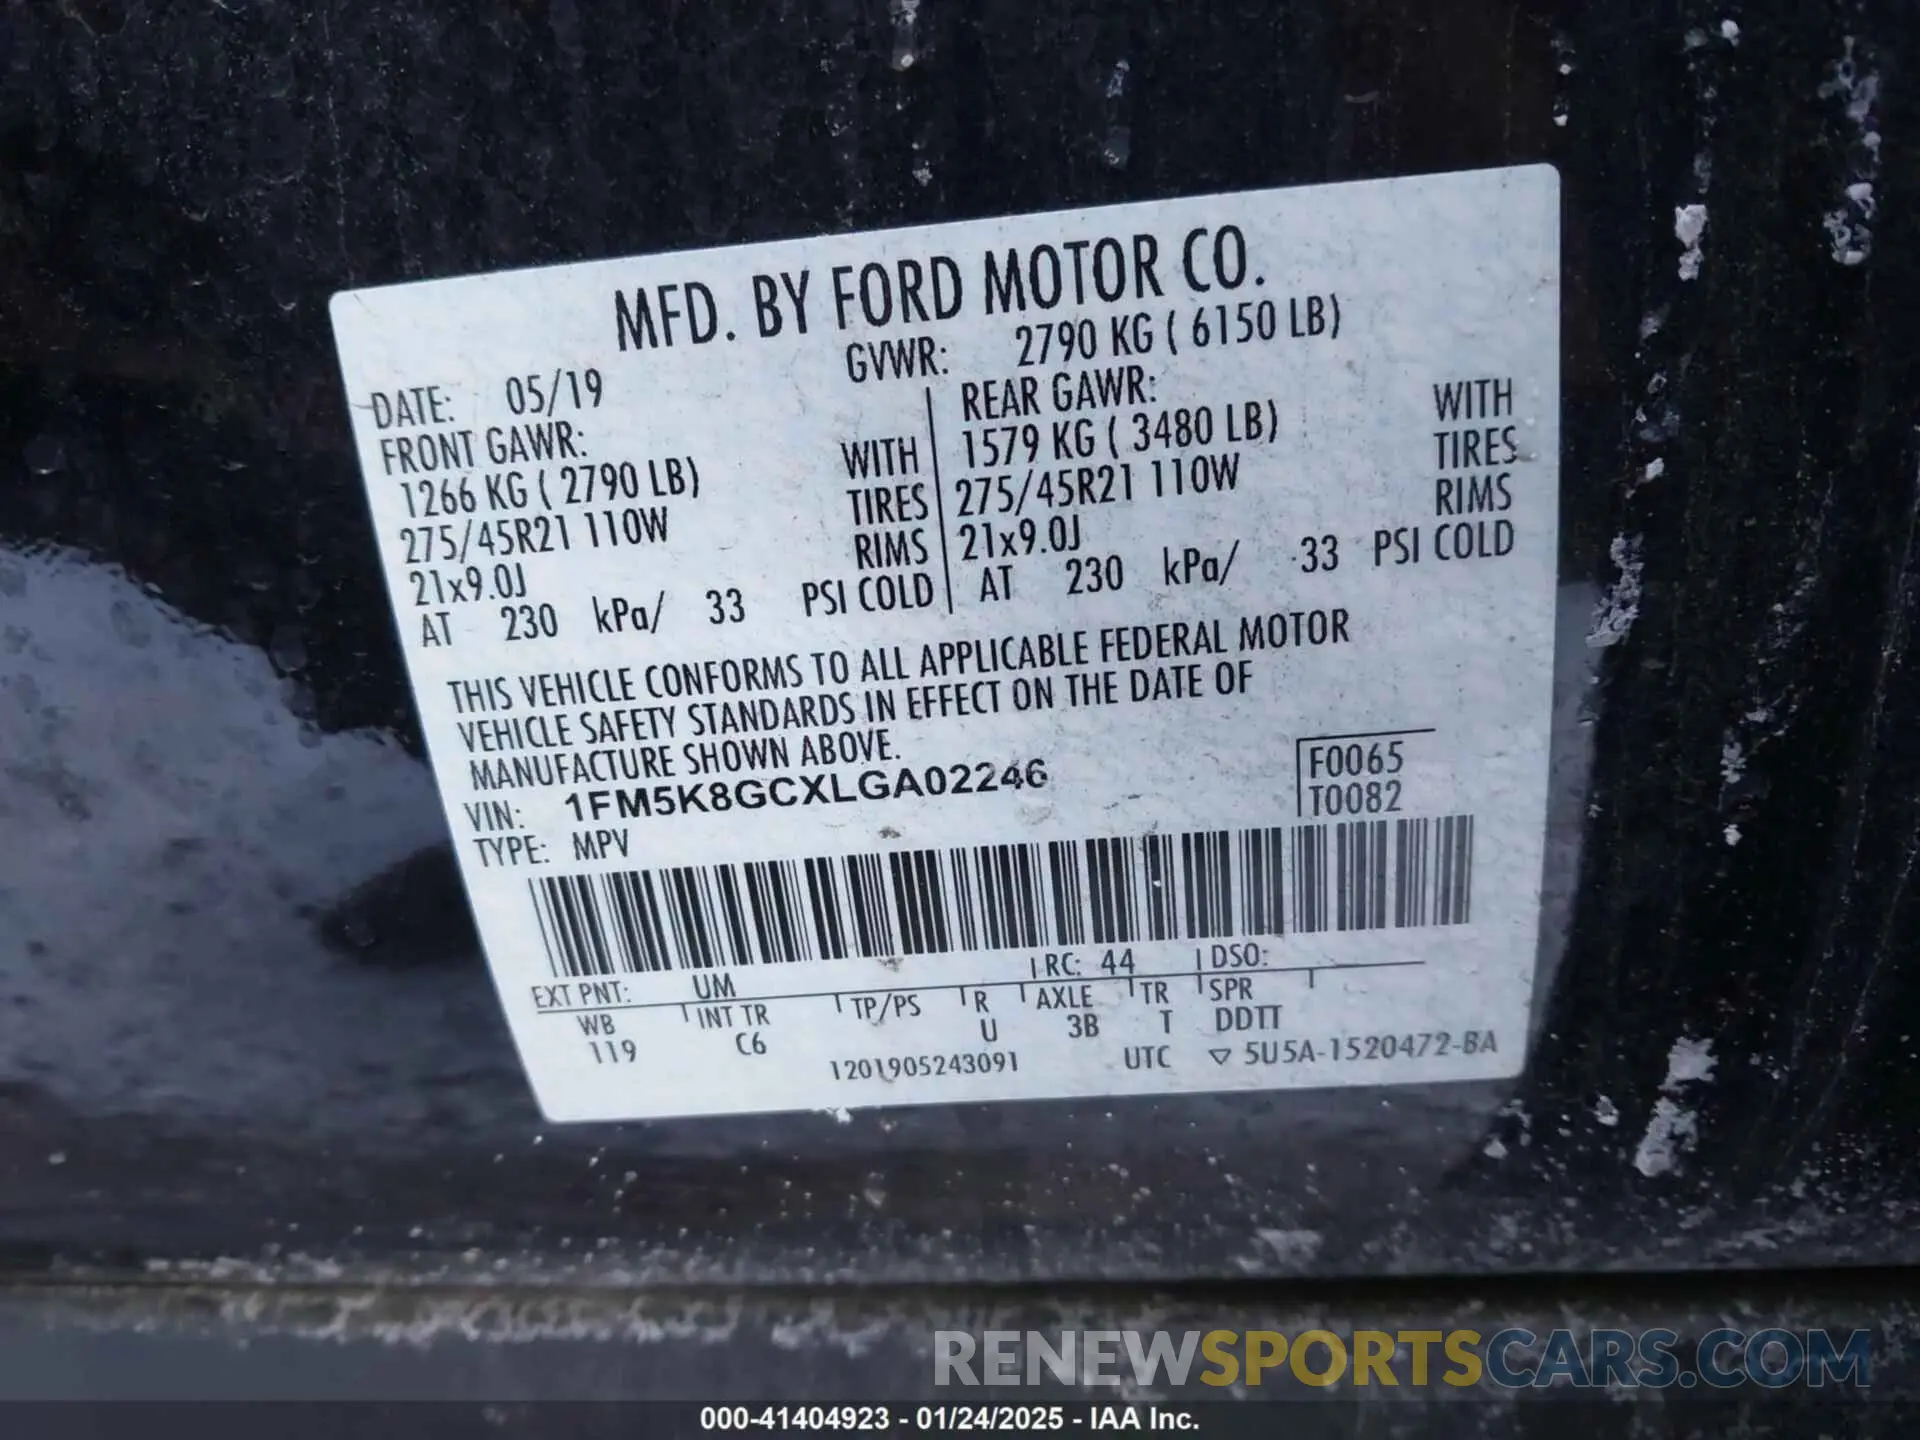 MFD. BY FORD MOTOR CO.
DATE: 05/19 GVWR: 2790 KG ( 6150 LB)
FRONT GAWR: REAR GAWR:
1266 KG ( 2790 LB) WITH 1579 KG ( 3480 LB) WITH
275/45R21 110W TIRES 275/45R21 110W TIRES
21x9.0J RIMS 21x9.0J RIMS
AT 230 kPa/ 33 PSI COLD AT 230 kPa/ 33 PSI COLD
THIS VEHICLE CONFORMS TO ALL APPLICABLE FEDERAL MOTOR
VEHICLE SAFETY STANDARDS IN EFFECT ON THE DATE OF
MANUFACTURE SHOWN ABOVE.
VIN: 1FM5K8GCXLGA02246 F0065
TYPE: MPV T0082
EXT PNT: UM RC: 44 DSO:
WB INT TR TP/PS R AXLE TR SPR
119 C6 U 3B T DDTT
1201905243091 UTC ▽ 5U5A-1520472-BA
RENEWSPORTSCARS.COM
000-41404923 - 01/24/2025 - IAA Inc.